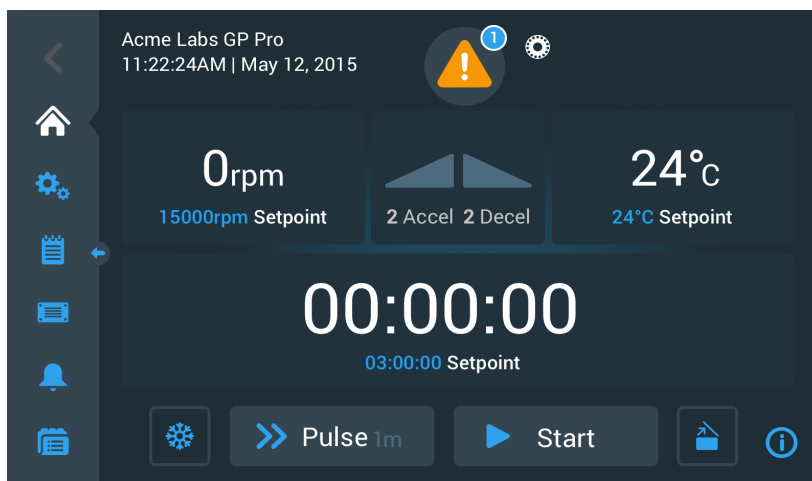 Acme Labs GP Pro
1
11:22:24AM | May 12, 2015
0rpm
24°C
15000rpm Setpoint
2 Accel 2 Decel
24°C Setpoint
00:00:00
03:00:00 Setpoint
Pulse 1m
Start